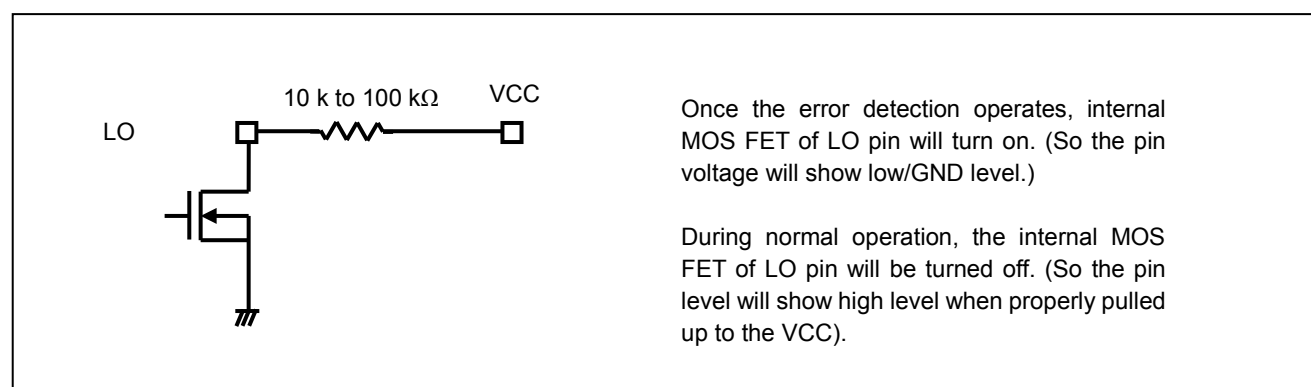 10 k to 100 kΩ
VCC
LO
Once the error detection operates, internal
MOS FET of LO pin will turn on. (So the pin
voltage will show low/GND level.)
During normal operation, the internal MOS
FET of LO pin will be turned off. (So the pin
level will show high level when properly pulled
up to the VCC).